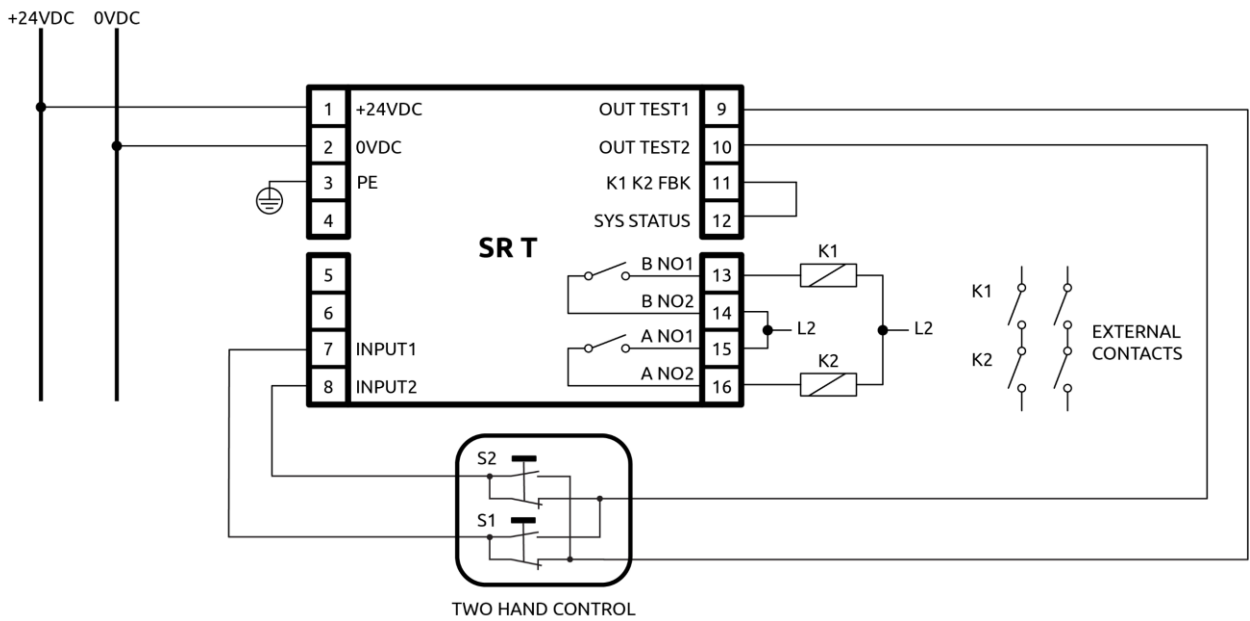 +24VDC 0VDC
1 +24VDC OUT TEST1 9
2 0VDC OUT TEST2 10
3 PE K1 K2 FBK 11
4 SYS STATUS 12
SR T
K1
5 B NO1 13
6 B NO2 14
L2
L2
7 INPUT1 A NO1 15
K2
8 INPUT2 A NO2 16
K1
K2
EXTERNAL
CONTACTS
S2
S1
TWO HAND CONTROL